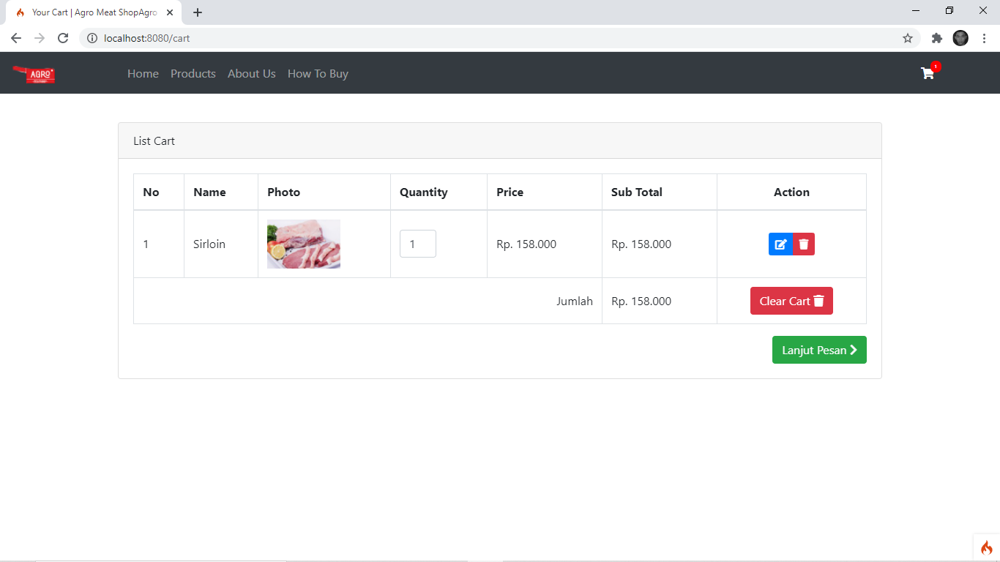 Your Cart | Agro Meat ShopAgro
localhost:8080/cart
AGRO
Home Products About Us How To Buy
1
List Cart
No Name Photo Quantity Price Sub Total Action
1 Sirloin 1 Rp. 158.000 Rp. 158.000
Jumlah Rp. 158.000 Clear Cart
Lanjut Pesan